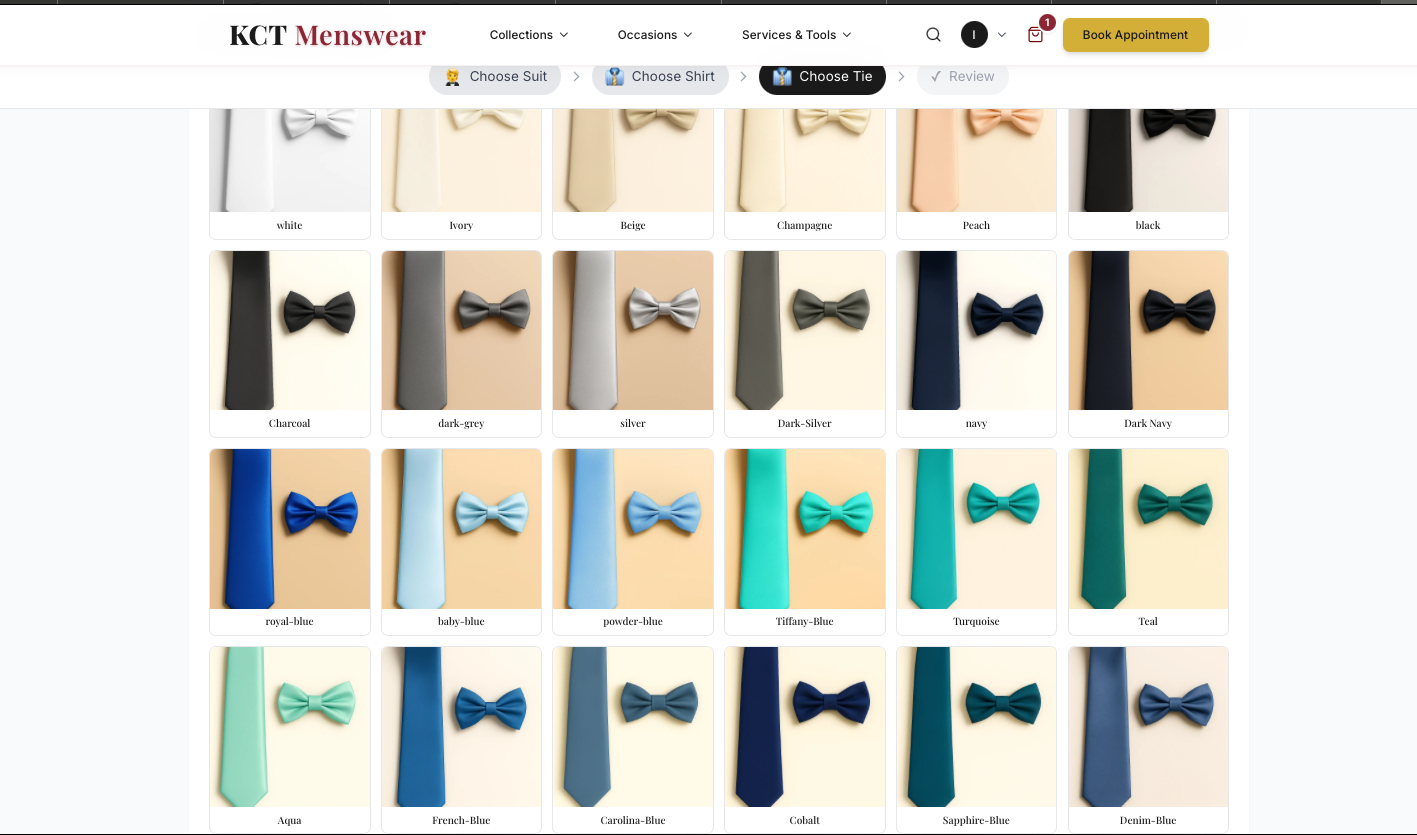 KCT Menswear
Collections
Occasions
Services & Tools
I
1
Book Appointment
Choose Suit
Choose Shirt
Choose Tie
✓ Review
white
Ivory
Beige
Champagne
Peach
black
Charcoal
dark-grey
silver
Dark-Silver
navy
Dark Navy
royal-blue
baby-blue
powder-blue
Tiffany-Blue
Turquoise
Teal
Aqua
French-Blue
Carolina-Blue
Cobalt
Sapphire-Blue
Denim-Blue